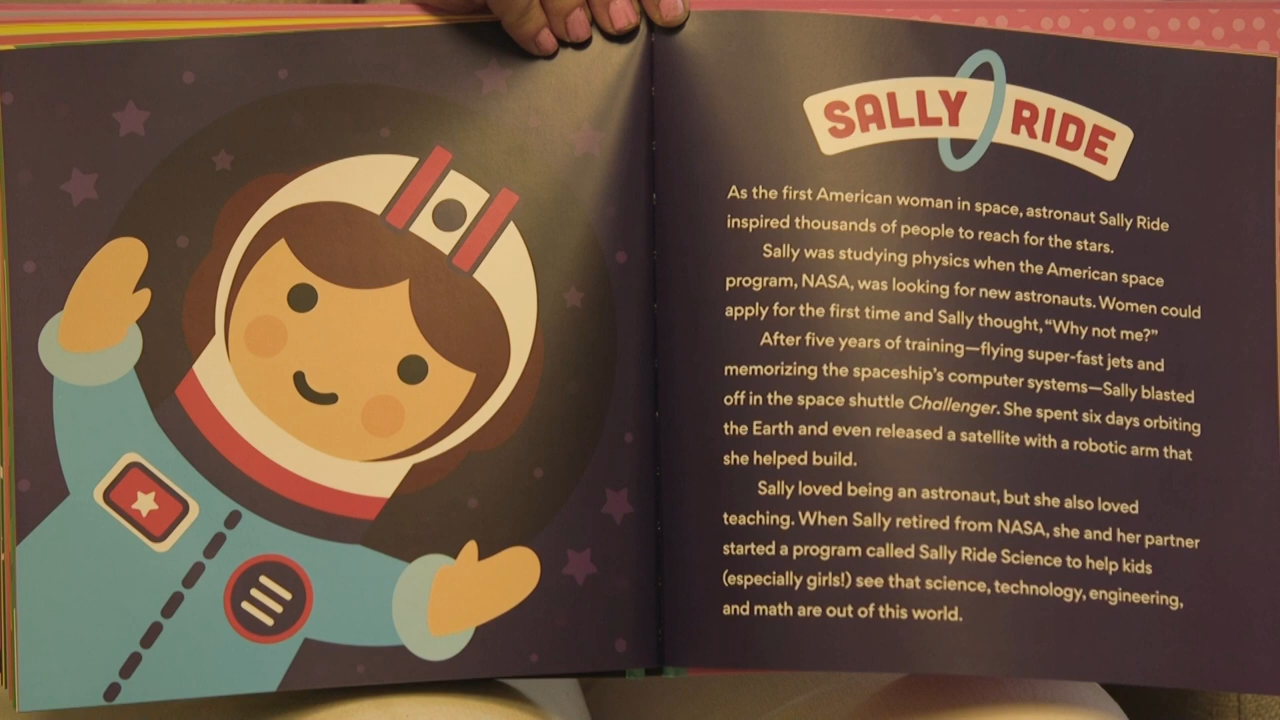 SALLY RIDE
As the first American woman in space, astronaut Sally Ride
inspired thousands of people to reach for the stars.
Sally was studying physics when the American space
program, NASA, was looking for new astronauts. Women could
apply for the first time and Sally thought, “Why not me?”
After five years of training—flying super-fast jets and
memorizing the spaceship’s computer systems—Sally blasted
off in the space shuttle Challenger. She spent six days orbiting
the Earth and even released a satellite with a robotic arm that
she helped build.
Sally loved being an astronaut, but she also loved
teaching. When Sally retired from NASA, she and her partner
started a program called Sally Ride Science to help kids
(especially girls!) see that science, technology, engineering,
and math are out of this world.